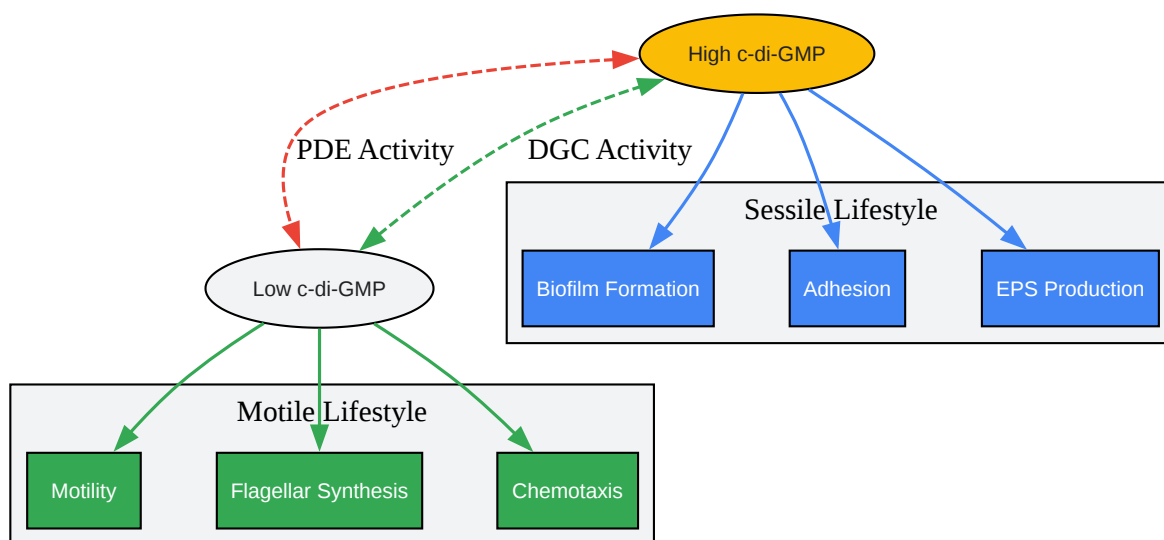 High c-di-GMP
PDE Activity
DGC Activity
Sessile Lifestyle
Biofilm Formation
Adhesion
EPS Production
Low c-di-GMP
Motile Lifestyle
Motility
Flagellar Synthesis
Chemotaxis